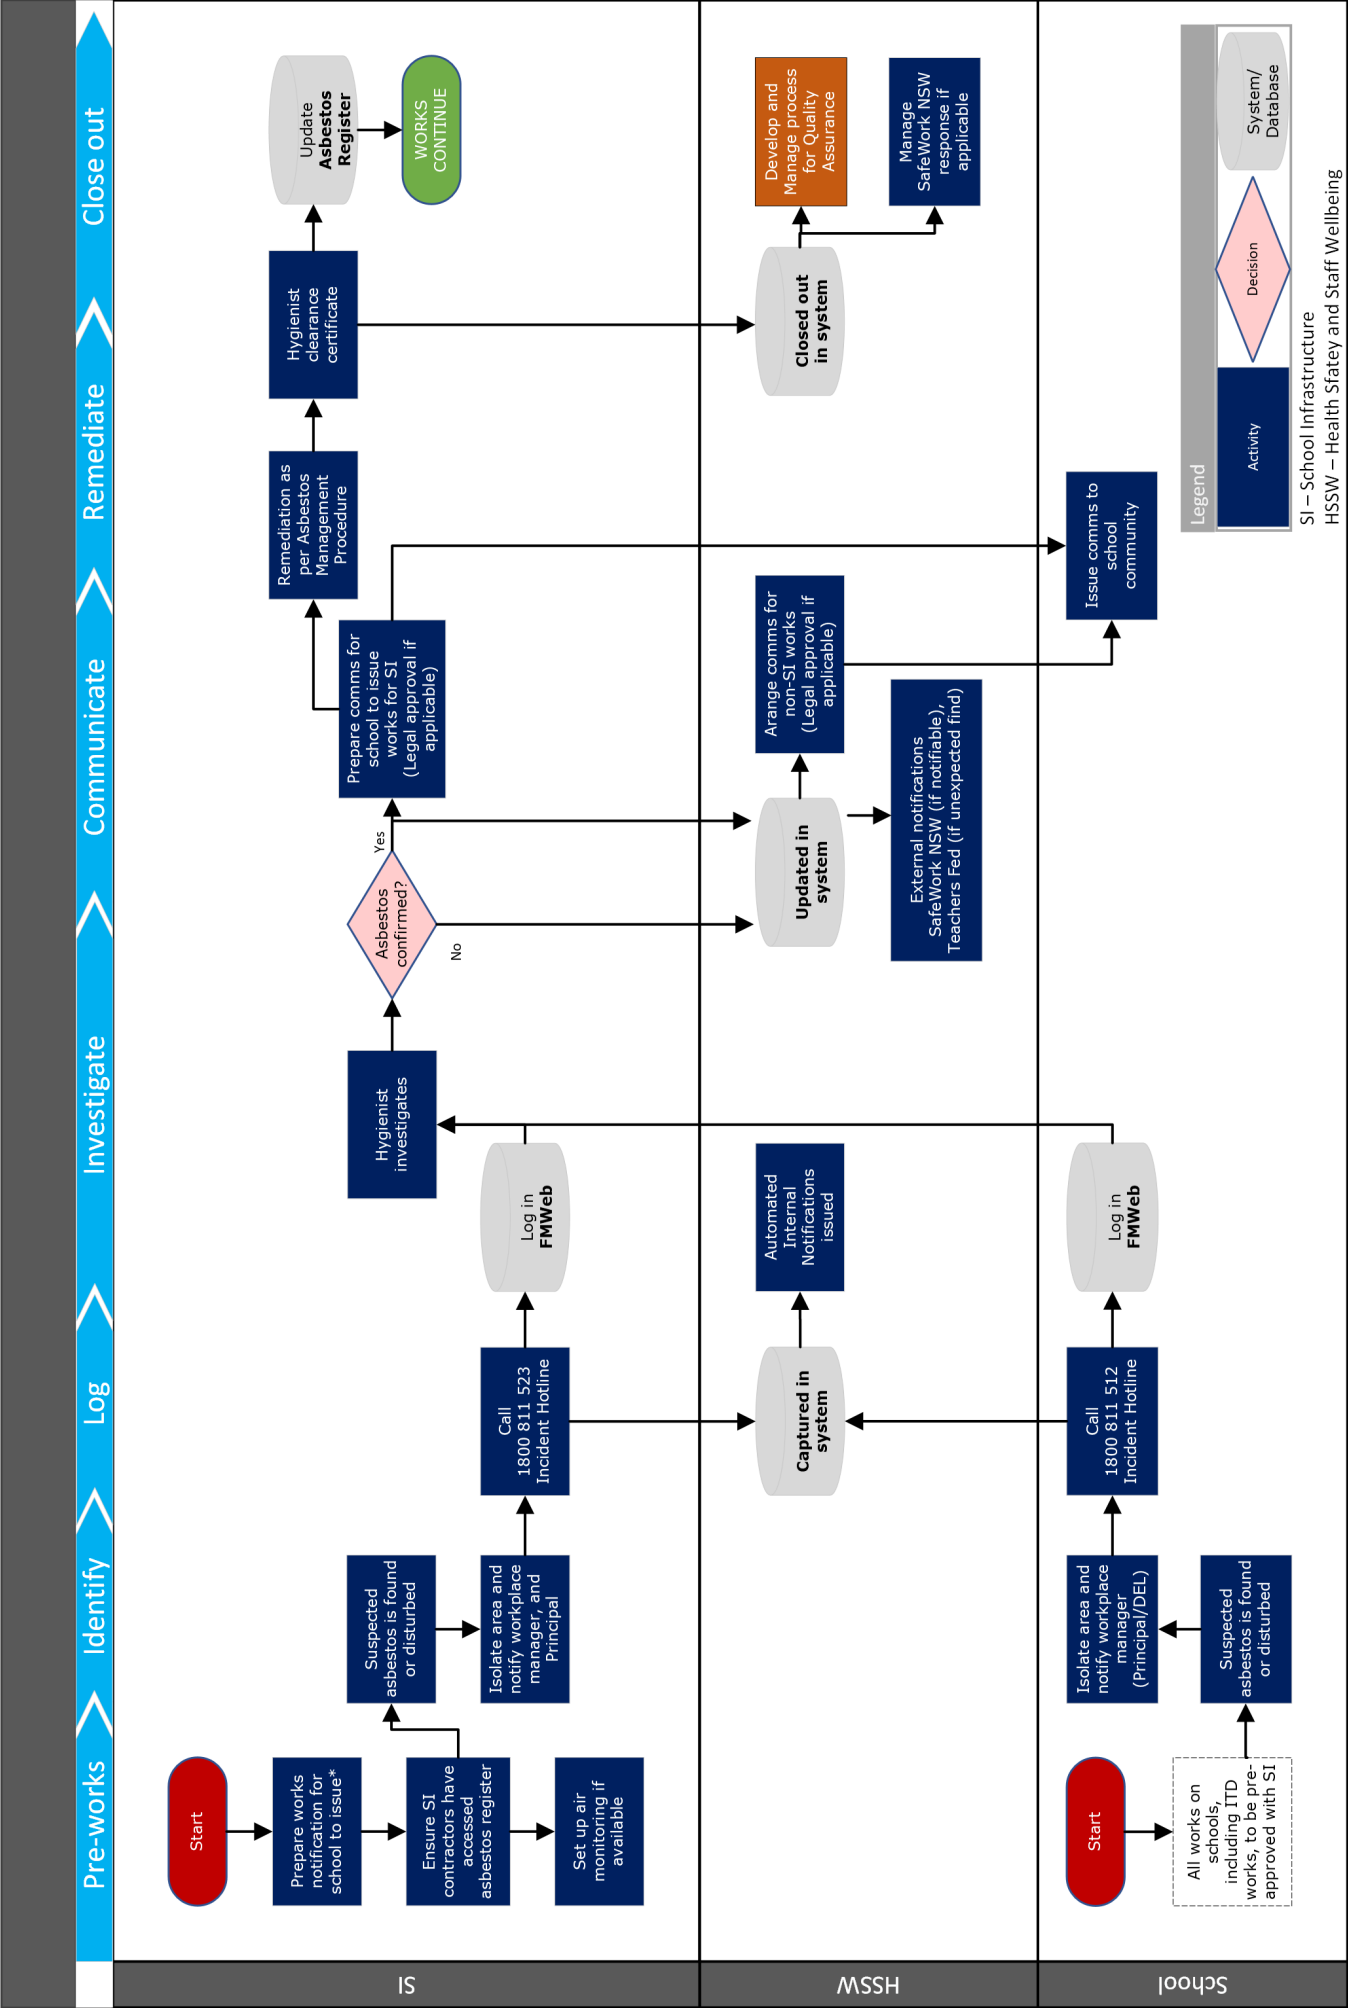 Pre-works
Identify
Log
Investigate
Communicate
Remediate
Close out
SI
Start
Prepare works
notification for
school to issue*
Ensure SI
contractors have
accessed
asbestos register
Set up air
monitoring if
available
Suspected
asbestos is found
or disturbed
Isolate area and
notify workplace
manager, and
Principal
Call
1800 811 523
Incident Hotline
Log in
FMWeb
Hygienist
investigates
Asbestos
confirmed?
Yes
No
Prepare comms for
school to issue
works for SI
(Legal approval if
applicable)
Remediation as
per Asbestos
Management
Procedure
Hygienist
clearance
certificate
Update
Asbestos
Register
WORKS
CONTINUE
HSSW
Captured in
system
Automated
Internal
Notifications
issued
Updated in
system
Arange comms for
non-SI works
(Legal approval if
applicable)
External notifications
SafeWork NSW (if notifiable),
Teachers Fed (if unexpected find)
Closed out
in system
Develop and
Manage process
for Quality
Assurance
Manage
SafeWork NSW
response if
applicable
School
Start
All works on
schools,
including ITD
works, to be pre-
approved with SI
Suspected
asbestos is found
or disturbed
Isolate area and
notify workplace
manager
(Principal/DEL)
Call
1800 811 512
Incident Hotline
Log in
FMWeb
Issue comms to
school
community
Legend
Activity
Decision
System/
Database
SI – School Infrastructure
HSSW – Health Sfatey and Staff Wellbeing